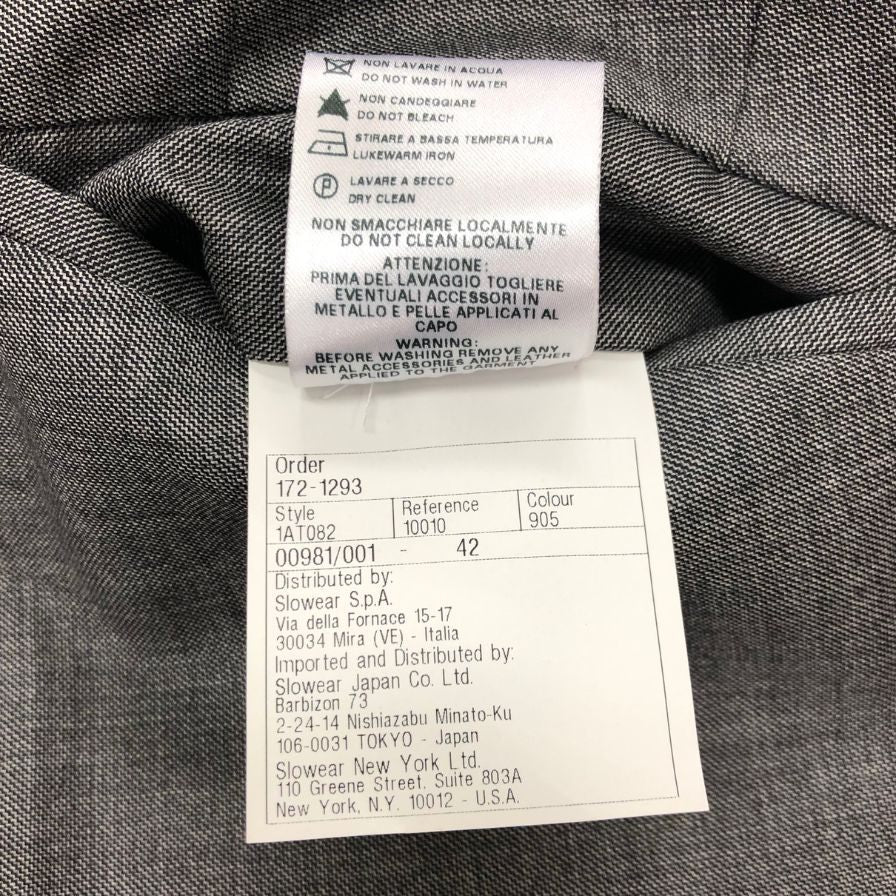 NON LAVARE IN ACQUA
DO NOT WASH IN WATER
NON CANDEGGIARE
DO NOT BLEACH
STIRARE A BASSA TEMPERATURA
LUKEWARM IRON
P
LAVARE A SECCO
DRY CLEAN
NON SMACCHIARE LOCALMENTE
DO NOT CLEAN LOCALLY
ATTENZIONE:
PRIMA DEL LAVAGGIO TOGLIERE
EVENTUALI ACCESSORI IN
METALLO E PELLE APPLICATI AL
CAPO
WARNING:
BEFORE WASHING REMOVE ANY
METAL ACCESSORIES AND LEATHER
APPLIED TO THE GARMENT
Order
172-1293
Style Reference Colour
1AT082 10010 905
00981/001 - 42
Distributed by:
Slowear S.p.A.
Via della Fornace 15-17
30034 Mira (VE) - Italia
Imported and Distributed by:
Slowear Japan Co. Ltd.
Barbizon 73
2-24-14 Nishiazabu Minato-Ku
106-0031 TOKYO - Japan
Slowear New York Ltd.
110 Greene Street. Suite 803A
New York, N.Y. 10012 - U.S.A.